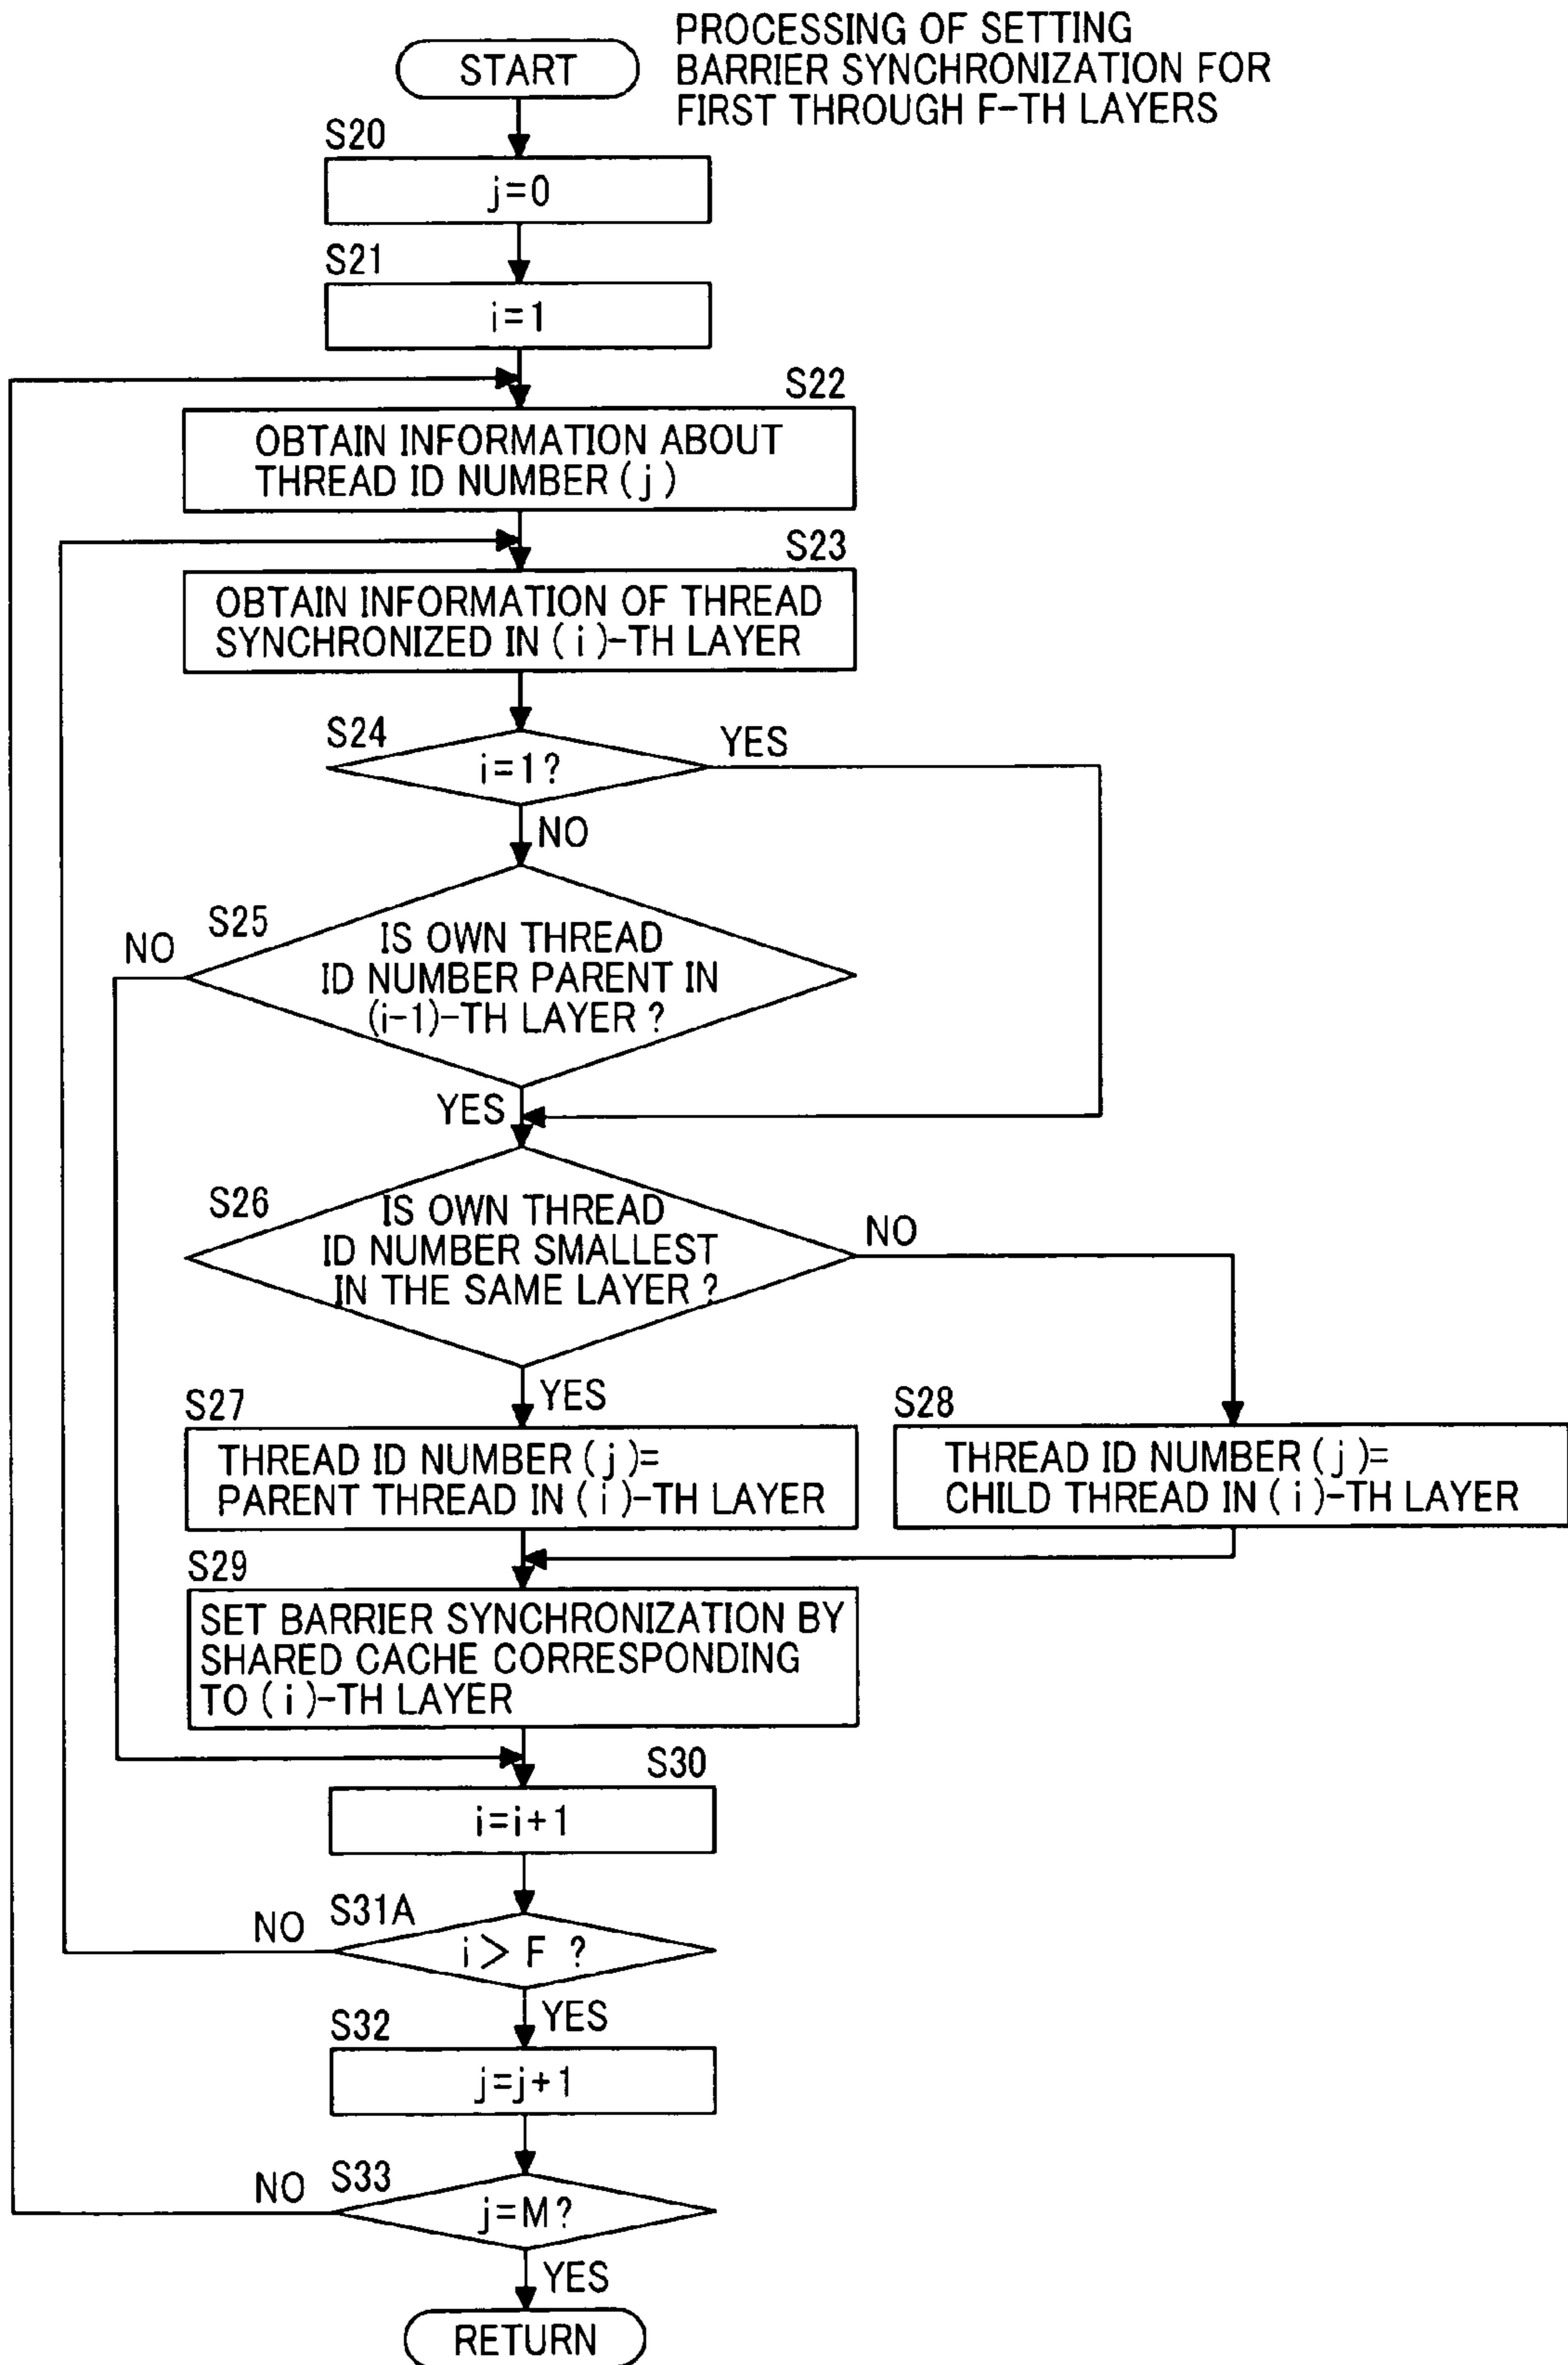 PROCESSING OF SETTING
BARRIER SYNCHRONIZATION FOR
FIRST THROUGH F-TH LAYERS
START
S20
j=0
S21
i=1
S22
OBTAIN INFORMATION ABOUT
THREAD ID NUMBER (j)
S23
OBTAIN INFORMATION OF THREAD
SYNCHRONIZED IN (i)-TH LAYER
S24
i=1?
YES
NO
S25
NO
IS OWN THREAD
ID NUMBER PARENT IN
(i-1)-TH LAYER ?
YES
S26
IS OWN THREAD
ID NUMBER SMALLEST
IN THE SAME LAYER ?
NO
YES
S27
THREAD ID NUMBER (j)=
PARENT THREAD IN (i)-TH LAYER
S28
THREAD ID NUMBER (j)=
CHILD THREAD IN (i)-TH LAYER
S29
SET BARRIER SYNCHRONIZATION BY
SHARED CACHE CORRESPONDING
TO (i)-TH LAYER
S30
i=i+1
S31A
NO
i> F ?
YES
S32
j=j+1
S33
NO
j=M?
YES
RETURN